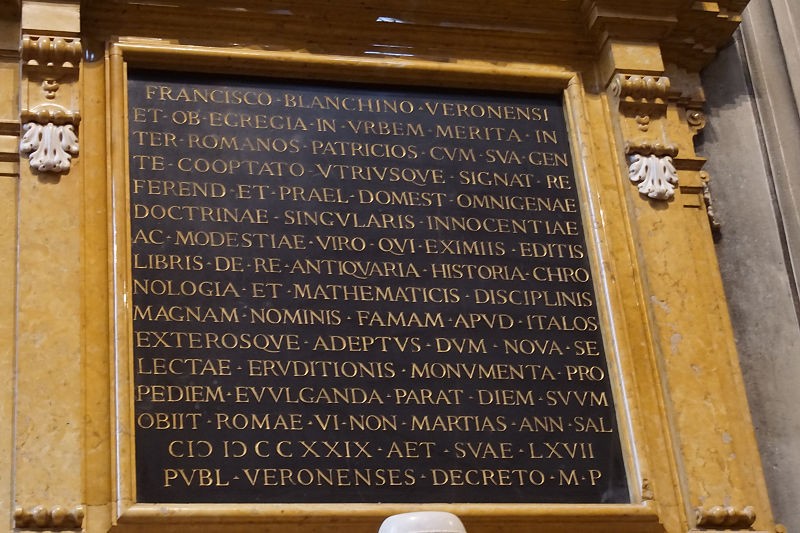 FRANCISCO · BLANCHINO · VERONENSI
ET · OB · EGREGIA · IN · VRBEM · MERITA · IN
TER · ROMANOS · PATRICIOS · CVM · SVA · GEN
TE · COOPTATO · VTRIVSQVE · SIGNAT · RE
FEREND · ET · PRAEL · DOMEST · OMNIGENAE
DOCTRINAE · SINGVLARIS · INNOCENTIAE
AC · MODESTIAE · VIRO · QVI · EXIMIIS · EDITIS
LIBRIS · DE · RE · ANTIQVARIA · HISTORIA · CHRO
NOLOGIA · ET · MATHEMATICIS · DISCIPLINIS
MAGNAM · NOMINIS · FAMAM · APVD · ITALOS
EXTEROSQVE · ADEPTVS · DVM · NOVA · SE
LECTAE · ERVDITIONIS · MONVMENTA · PRO
PEDIEM · EVVLGANDA · PARAT · DIEM · SVVM
OBIIT · ROMAE · VI · NON · MARTIAS · ANN · SAL
CIↃ IↃ CCXXIX · AET · SVAE · LXVII
PVBL · VERONENSES · DECRETO · M · P